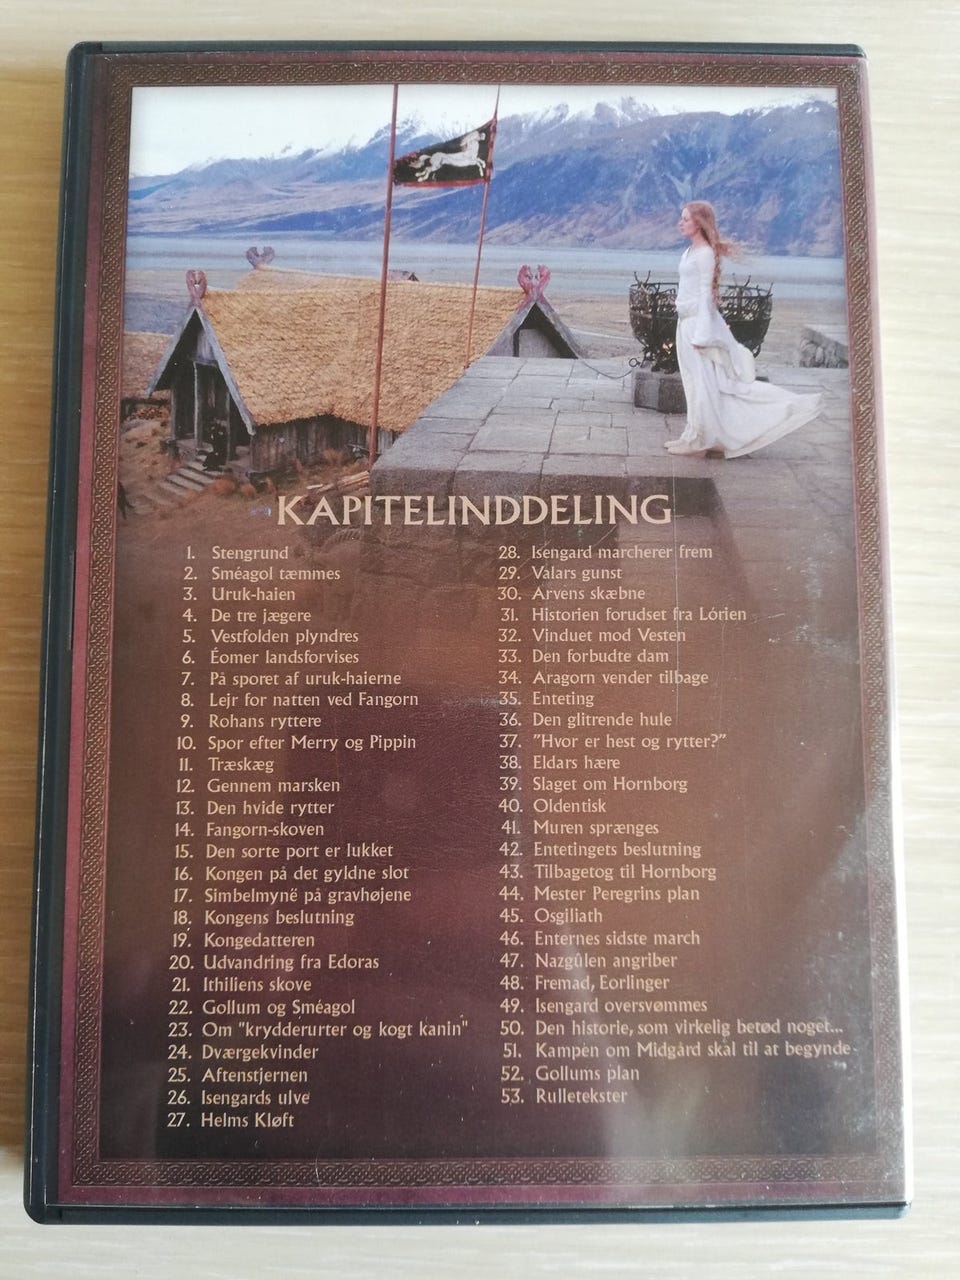 KAPITELINDDELING
1. Stengrund
2. Sméagol tæmmes
3. Uruk-haien
4. De tre jægere
5. Vestfolden plyndres
6. Éomer landsforvises
7. På sporet af uruk-haierne
8. Lejr for natten ved Fangorn
9. Rohans ryttere
10. Spor efter Merry og Pippin
11. Træskæg
12. Gennem marsken
13. Den hvide rytter
14. Fangorn-skoven
15. Den sorte port er lukket
16. Kongen på det gyldne slot
17. Simbelmynë på gravhøjene
18. Kongens beslutning
19. Kongedatteren
20. Udvandring fra Edoras
21. Ithiliens skove
22. Gollum og Sméagol
23. Om "krydderurter og kogt kanin"
24. Dværgekvinder
25. Aftenstjernen
26. Isengards ulve
27. Helms Kløft
28. Isengard marcherer frem
29. Valars gunst
30. Arvens skæbne
31. Historien forudset fra Lórien
32. Vinduet mod Vesten
33. Den forbudte dam
34. Aragorn vender tilbage
35. Enteting
36. Den glitrende hule
37. "Hvor er hest og rytter?"
38. Eldars hære
39. Slaget om Hornborg
40. Oldentisk
41. Muren sprænges
42. Entetingets beslutning
43. Tilbagetog til Hornborg
44. Mester Peregrins plan
45. Osgiliath
46. Enternes sidste march
47. Nazgûlen angriber
48. Fremad, Eorlinger
49. Isengard oversvømmes
50. Den historie, som virkelig betød noget...
51. Kampen om Midgård skal til at begynde
52. Gollums plan
53. Rulletekster